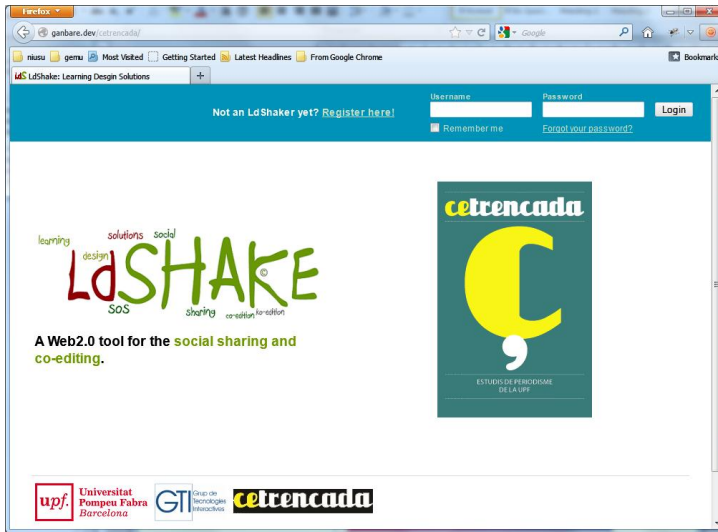 Firefox
ganbare.dev/cetrencada/
Google
niusu gemu Most Visited Getting Started Latest Headlines From Google Chrome Bookmark
LdS LdShake: Learning Desgin Solutions +
Username Password
Not an LdShaker yet? Register here! Login
Remember me Forgot your password?
learning solutions social
design
LdSHAKE ©
SOS sharing co-edition ko-edition
A Web2.0 tool for the social sharing and
co-editing.
cetrencada
Ç
ESTUDIS DE PERIODISME
DE LA UPF
upf. Universitat
Pompeu Fabra
Barcelona
GTI Grup de
Tecnologies
Interactives
cetrencada